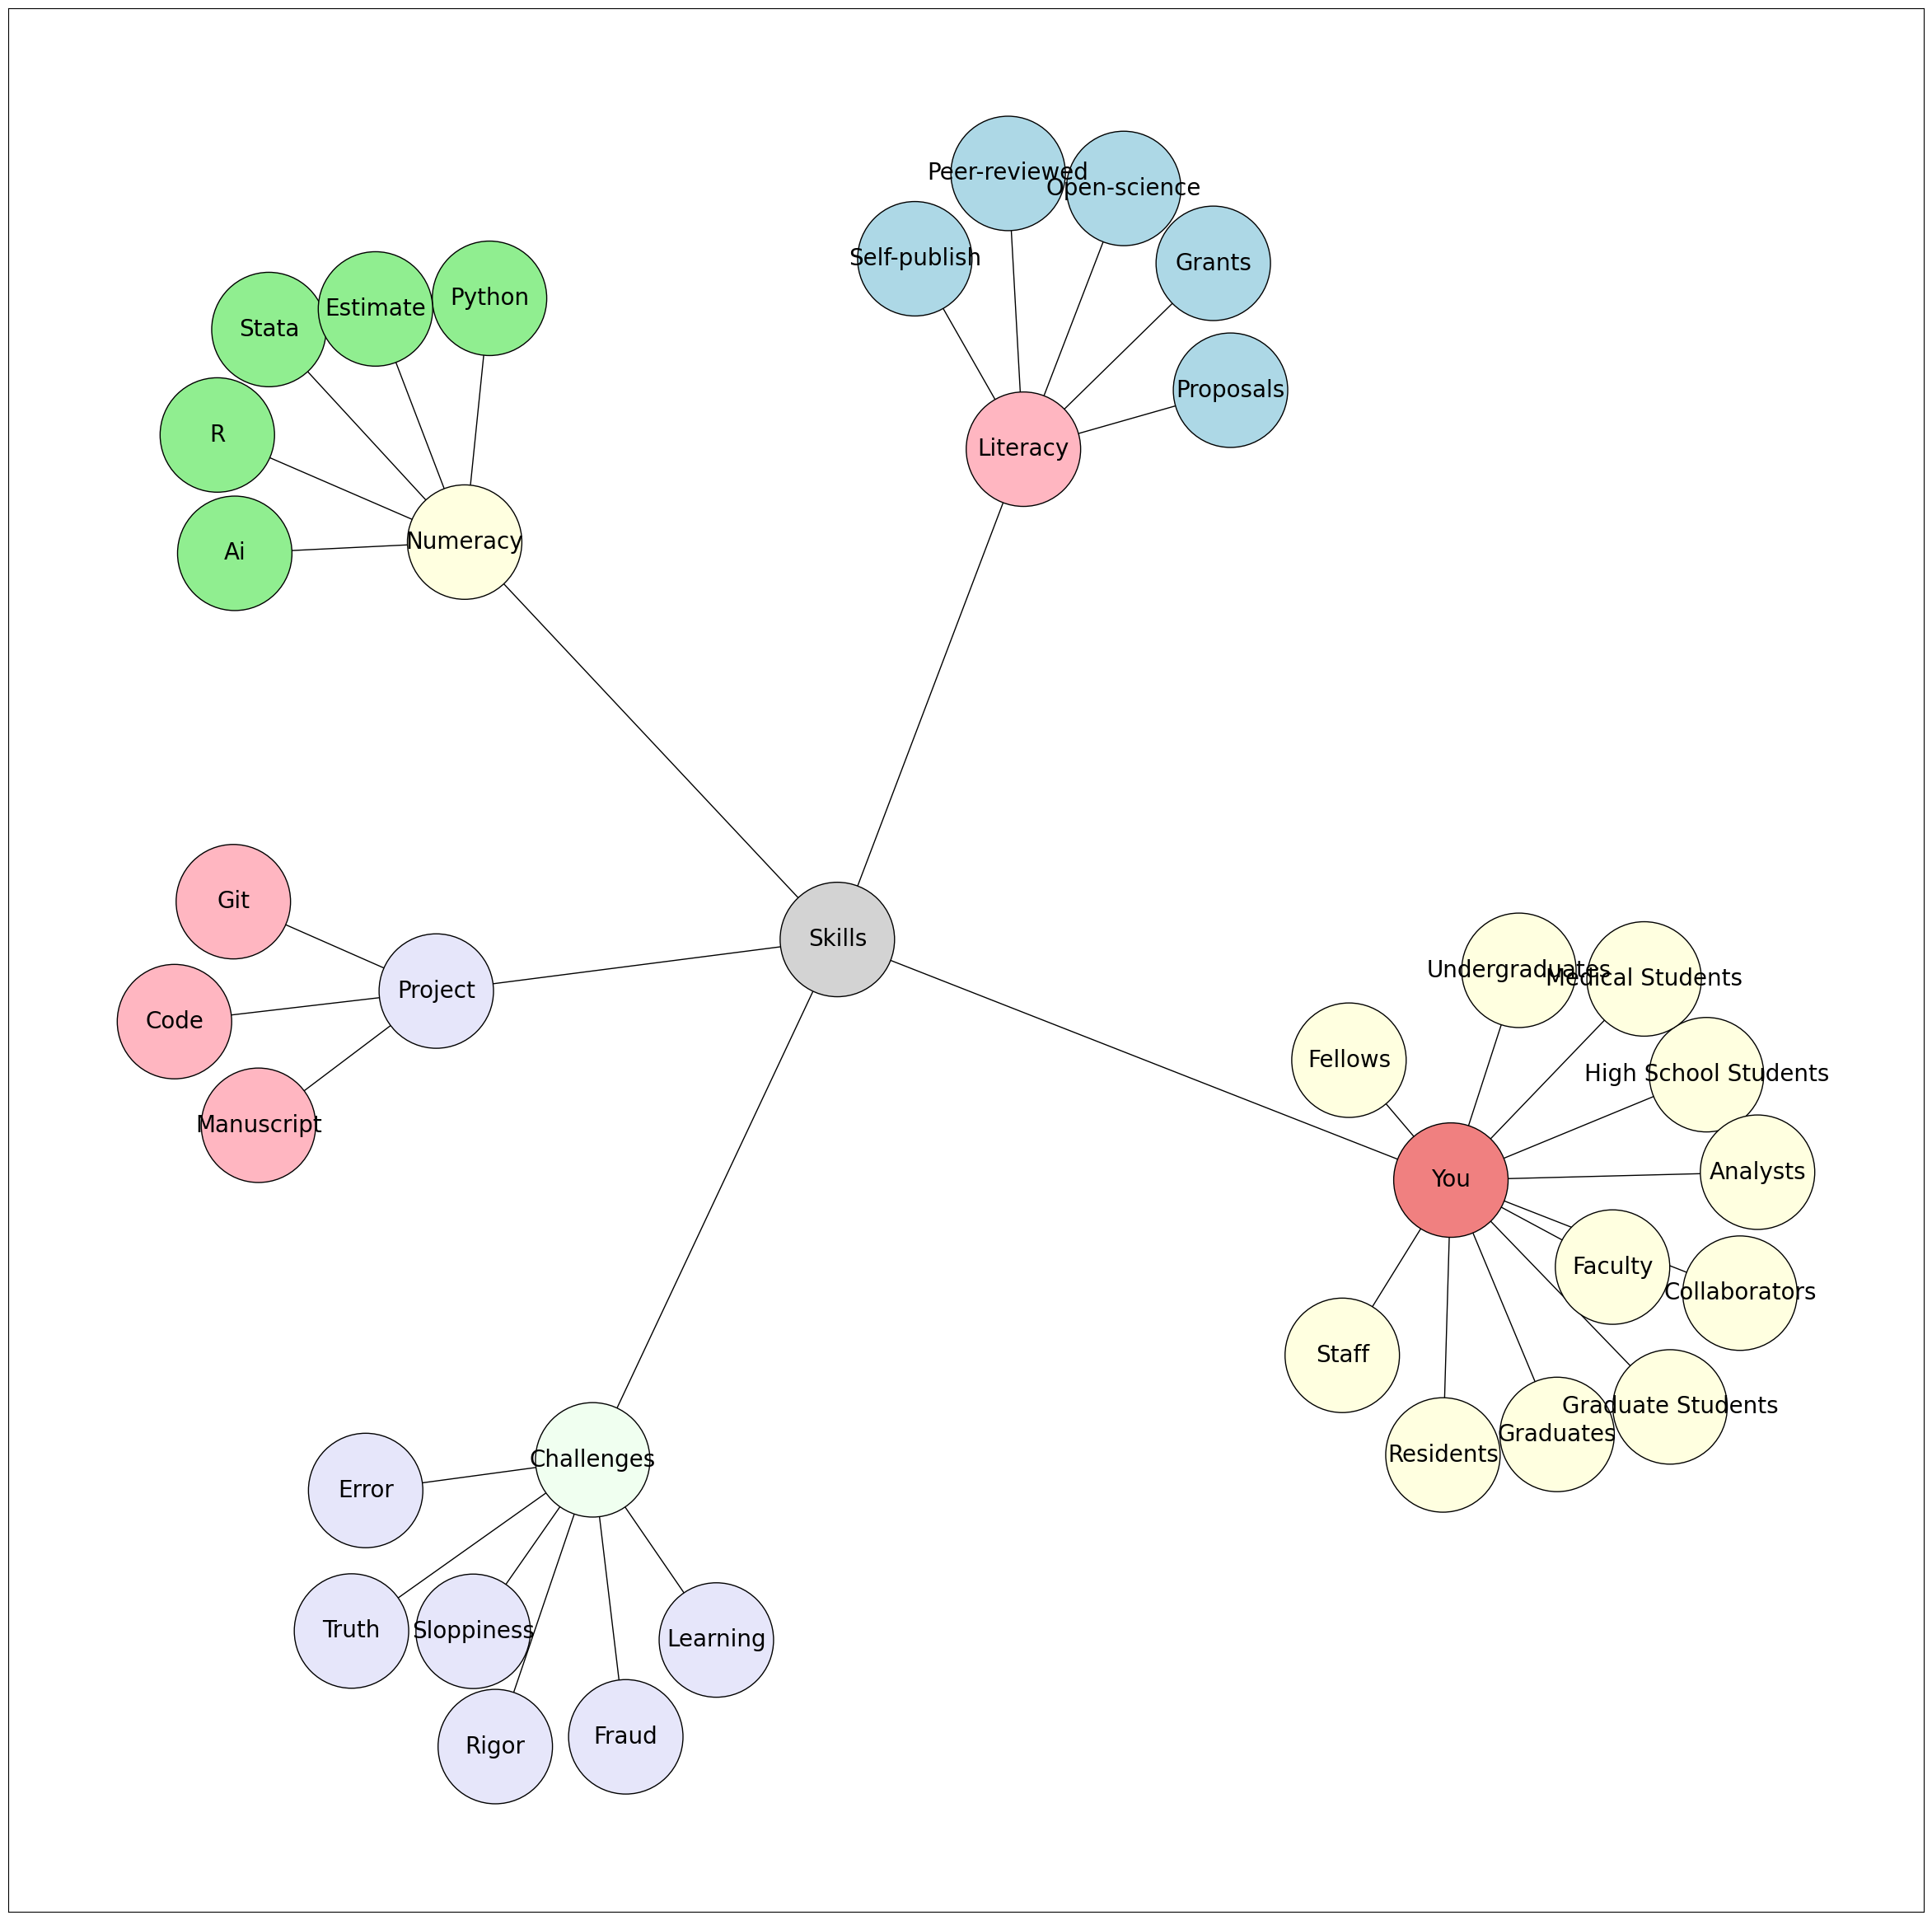 Peer-reviewed
Open-science
Self-publish
Grants
Python
Estimate
Stata
Proposals
R
Literacy
Numeracy
Ai
Git
Skills
Undergraduates
Medical Students
Project
Code
Fellows
High School Students
Manuscript
Analysts
You
Faculty
Collaborators
Staff
Graduate Students
Graduates
Residents
Challenges
Error
Truth
Sloppiness
Learning
Fraud
Rigor